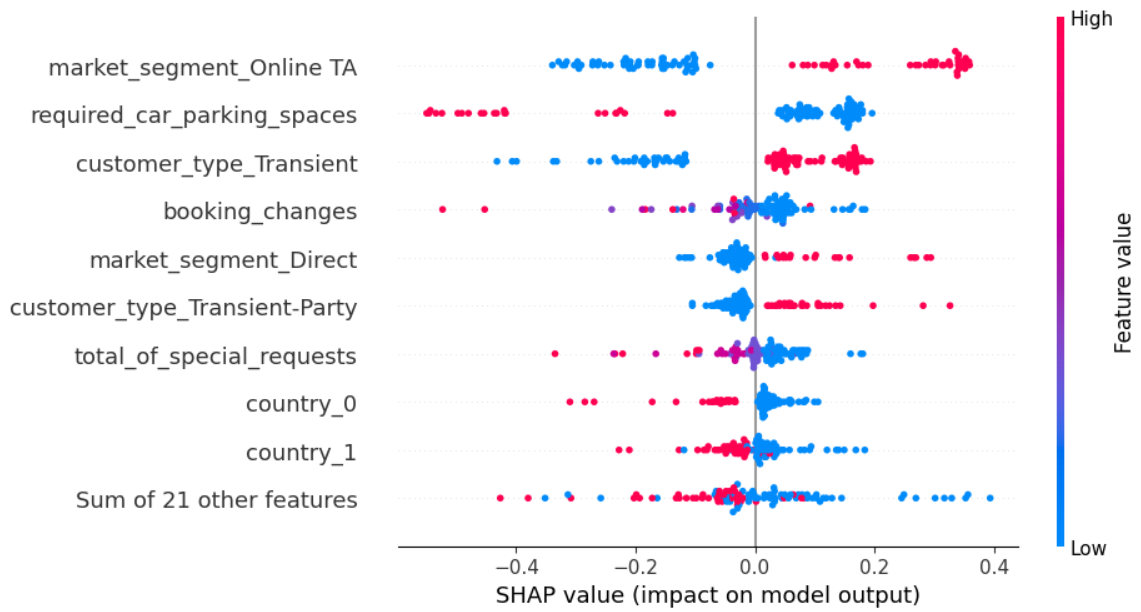 High
market_segment_Online TA
required_car_parking_spaces
customer_type_Transient
booking_changes
market_segment_Direct
customer_type_Transient-Party
total_of_special_requests
country_0
country_1
Sum of 21 other features
Feature value
Low
−0.4 −0.2 0.0 0.2 0.4
SHAP value (impact on model output)